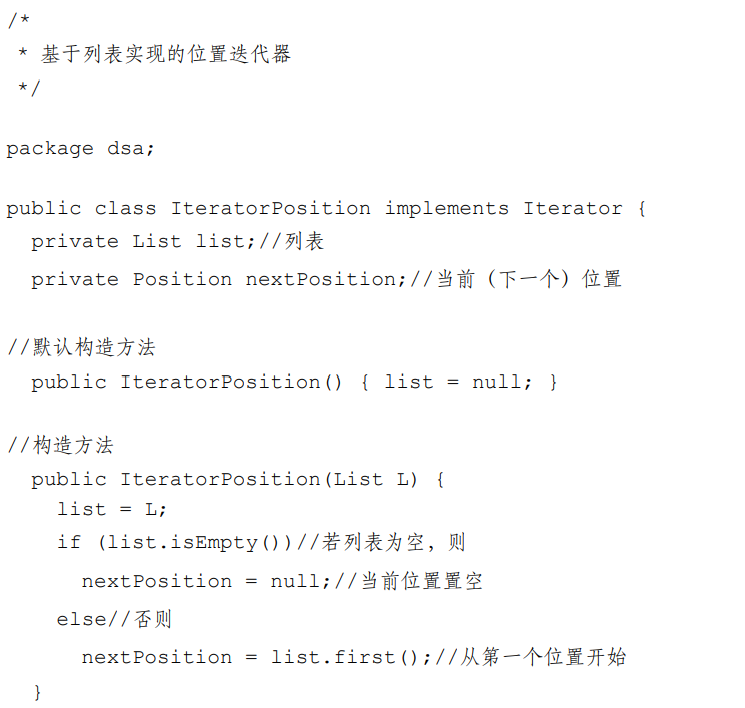 /*
 * 基于列表实现的位置迭代器
 */
package dsa;
public class IteratorPosition implements Iterator {
  private List list;//列表
  private Position nextPosition;//当前（下一个）位置
//默认构造方法
  public IteratorPosition() { list = null; }
//构造方法
  public IteratorPosition(List L) {
    list = L;
    if (list.isEmpty())//若列表为空，则
      nextPosition = null;//当前位置置空
    else//否则
      nextPosition = list.first();//从第一个位置开始
  }